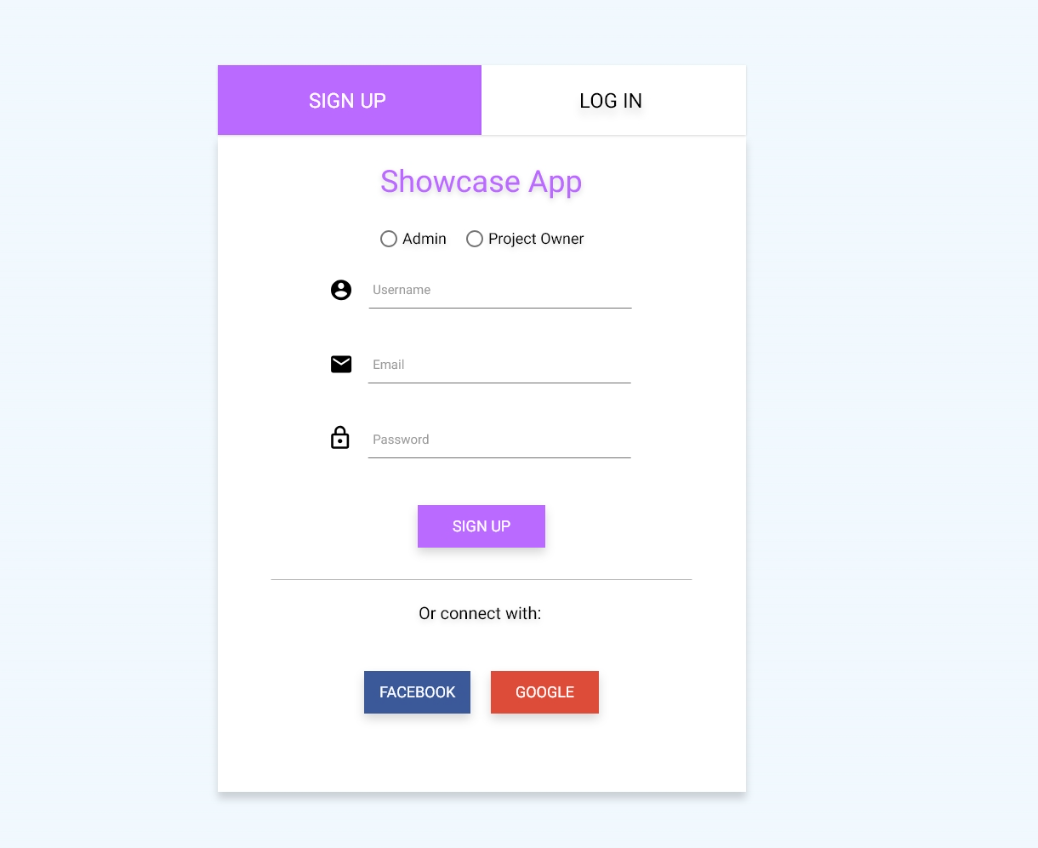 SIGN UP LOG IN
Showcase App
Admin Project Owner
Username
Email
Password
SIGN UP
Or connect with:
FACEBOOK GOOGLE